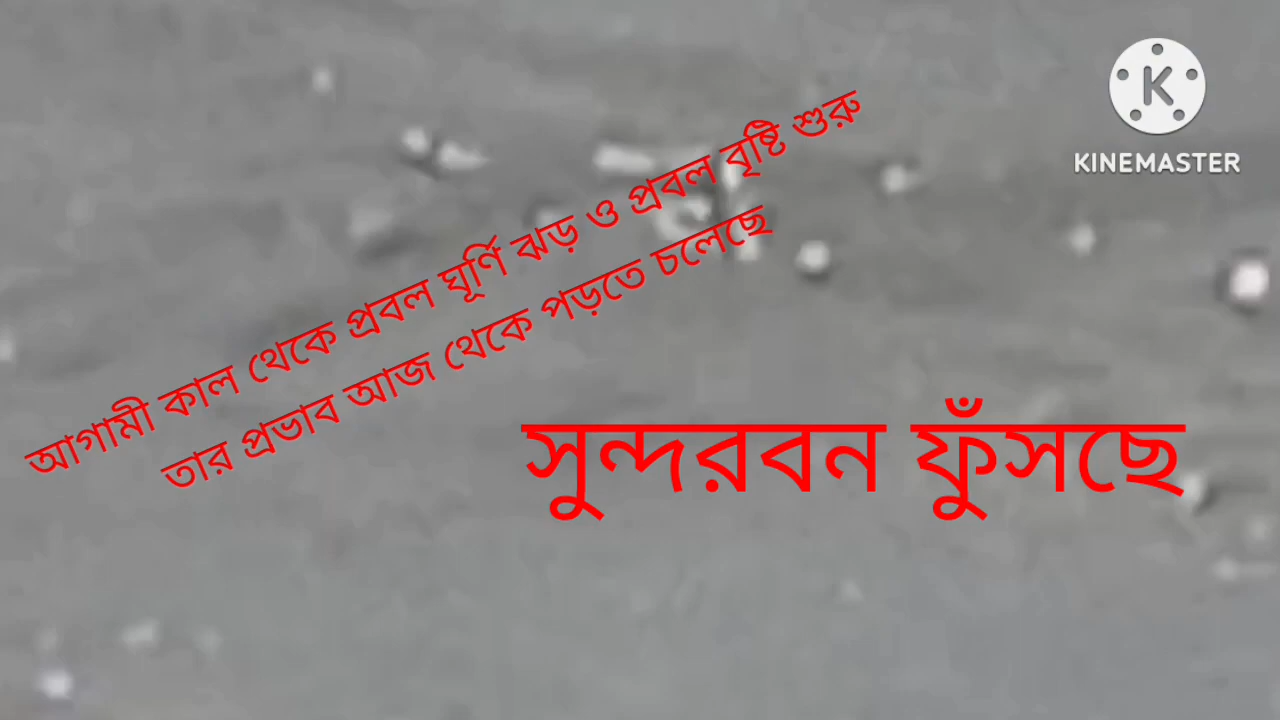 আগামী কাল থেকে প্রবল ঘূর্ণি ঝড় ও প্রবল বৃষ্টি শুরু
তার প্রভাব আজ থেকে পড়তে চলেছে
সুন্দরবন ফুঁসছে
K
KINEMASTER